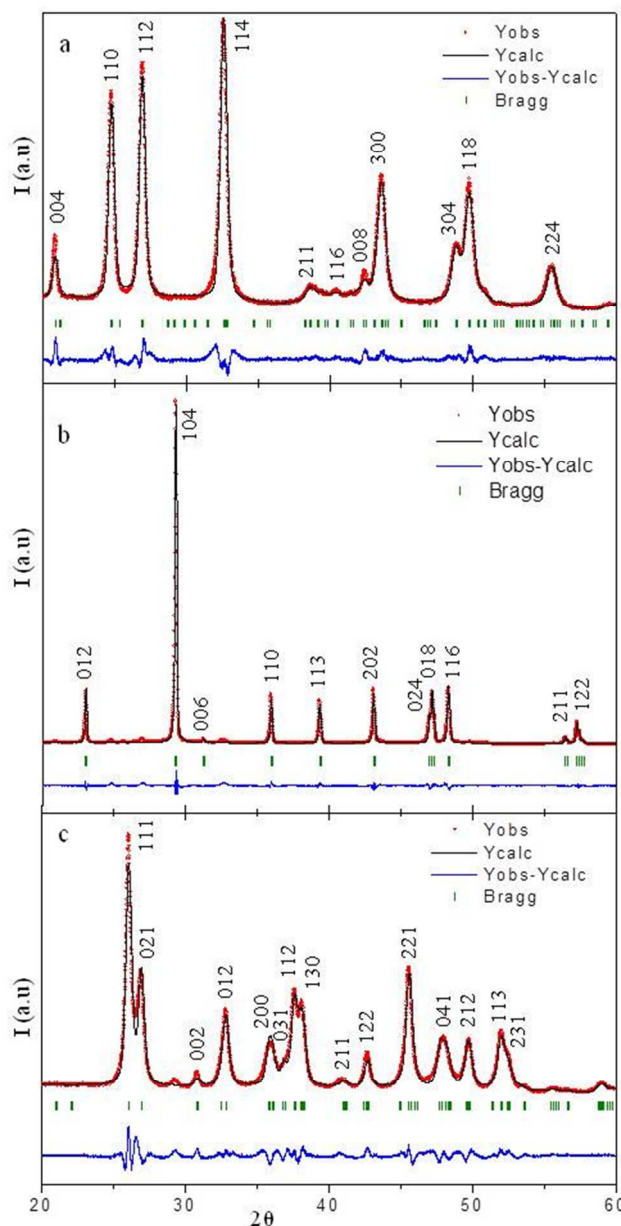 a
Yobs
Ycalc
Yobs-Ycalc
Bragg
I (a.u)
004
110
112
114
211
116
008
300
304
118
224
b
Yobs
Ycalc
Yobs-Ycalc
Bragg
I (a.u)
012
104
006
110
113
202
024
018
116
211
122
c
Yobs
Ycalc
Yobs-Ycalc
Bragg
I (a.u)
111
021
002
012
200
031
112
130
211
122
221
041
212
113
231
20 30 40 50 60
2θ